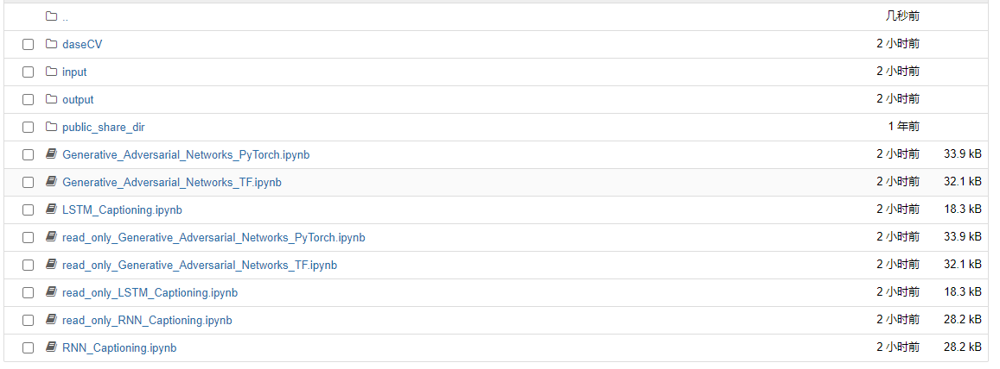 .. 几秒前
daseCV 2 小时前
input 2 小时前
output 2 小时前
public_share_dir 1 年前
Generative_Adversarial_Networks_PyTorch.ipynb 2 小时前 33.9 kB
Generative_Adversarial_Networks_TF.ipynb 2 小时前 32.1 kB
LSTM_Captioning.ipynb 2 小时前 18.3 kB
read_only_Generative_Adversarial_Networks_PyTorch.ipynb 2 小时前 33.9 kB
read_only_Generative_Adversarial_Networks_TF.ipynb 2 小时前 32.1 kB
read_only_LSTM_Captioning.ipynb 2 小时前 18.3 kB
read_only_RNN_Captioning.ipynb 2 小时前 28.2 kB
RNN_Captioning.ipynb 2 小时前 28.2 kB